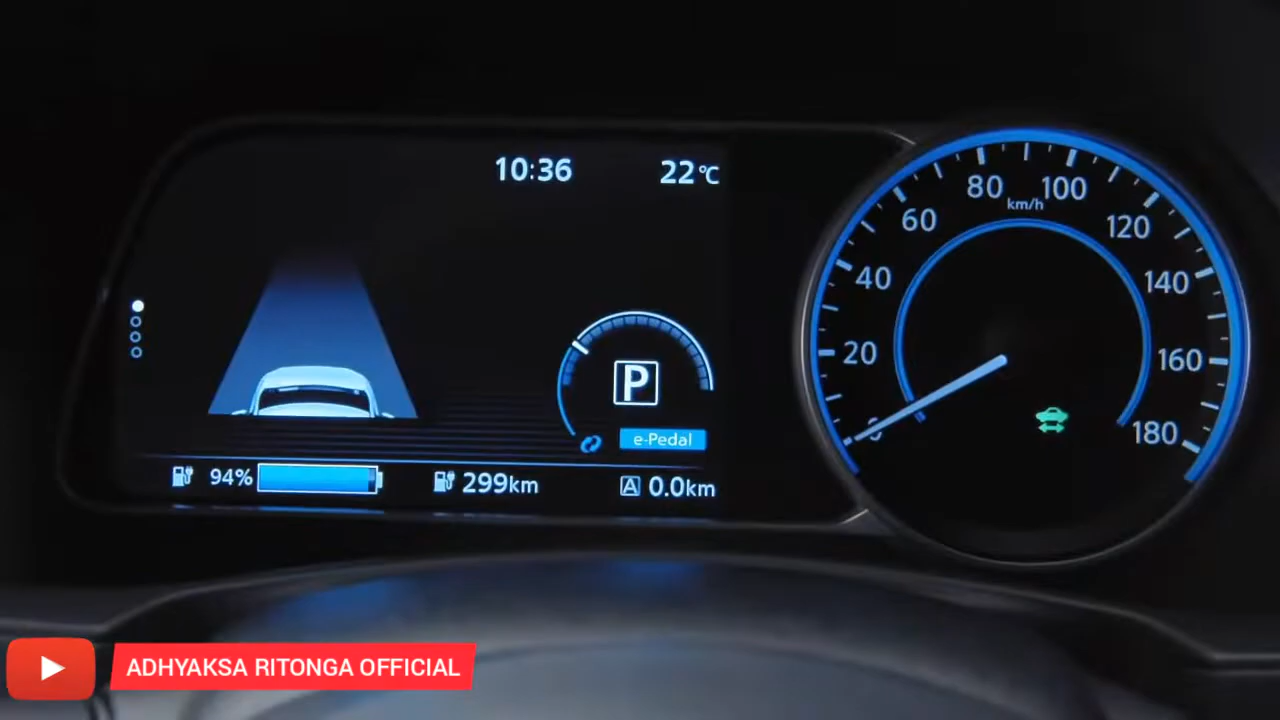 10:36
22°C
P
e-Pedal
94%
299km
A 0.0km
0
20
40
60
80
100
120
140
160
180
km/h
ADHYAKSA RITONGA OFFICIAL